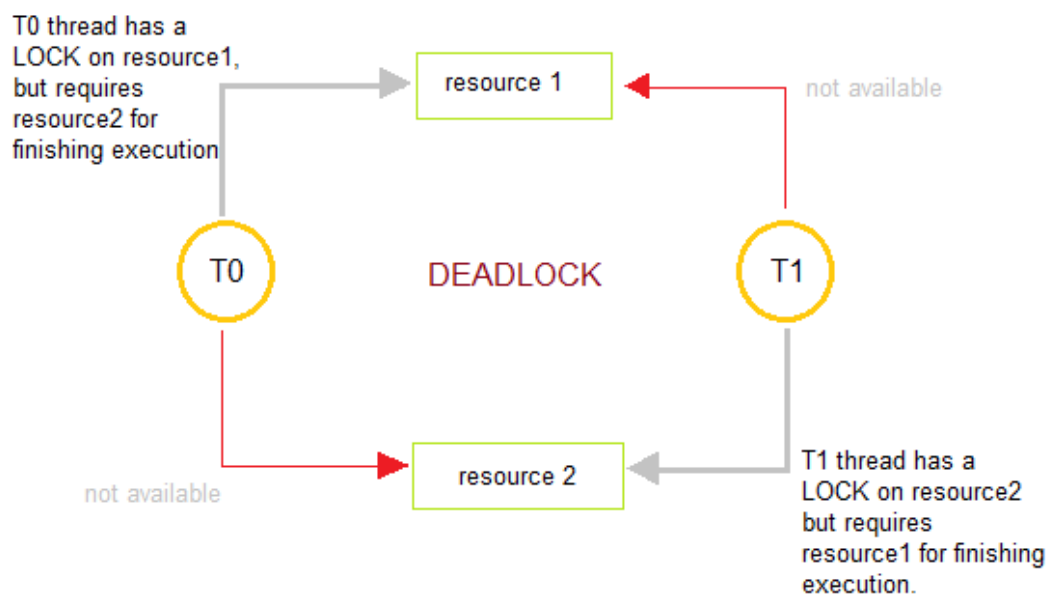 T0 thread has a
LOCK on resource1,
but requires
resource2 for
finishing execution
resource 1
not available
T0
DEADLOCK
T1
not available
resource 2
T1 thread has a
LOCK on resource2
but requires
resource1 for finishing
execution.